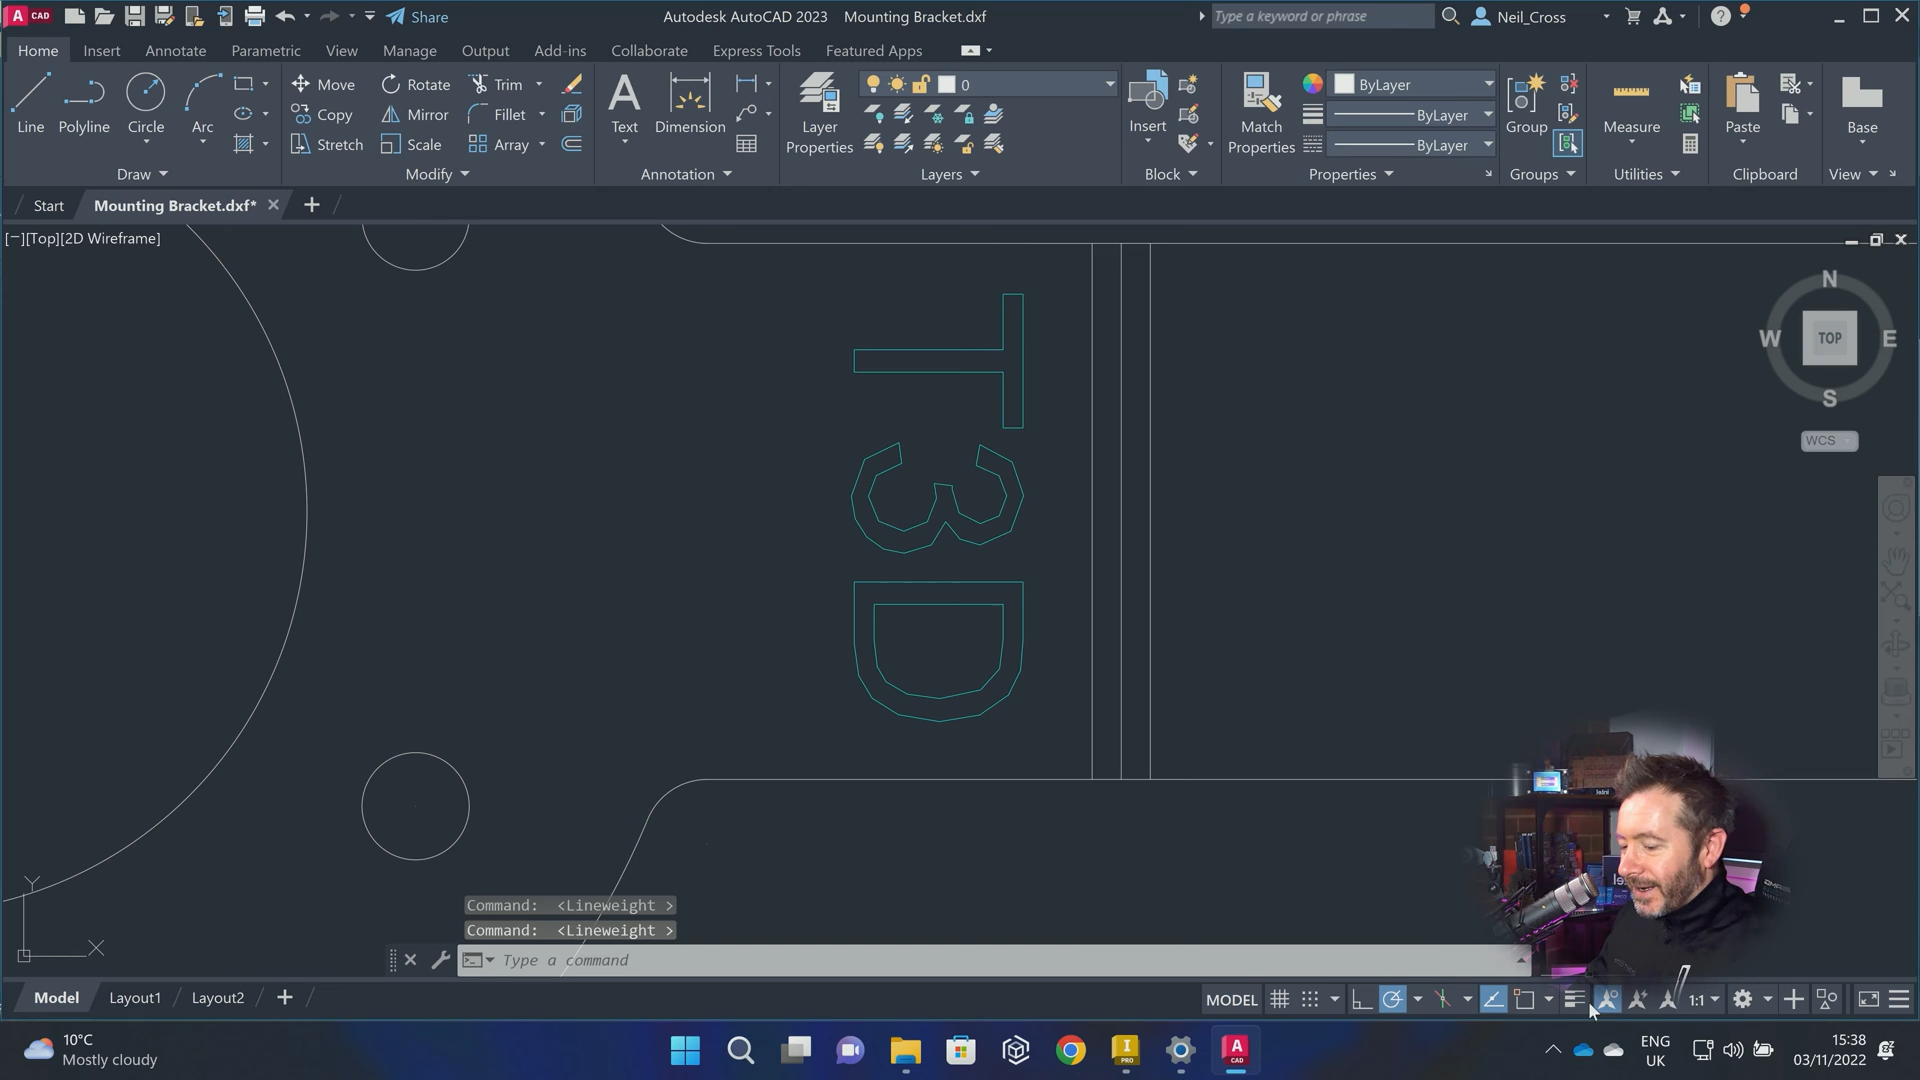 A CAD
Share
Autodesk AutoCAD 2023 Mounting Bracket.dxf
Type a keyword or phrase
Neil_Cross
Home Insert Annotate Parametric View Manage Output Add-ins Collaborate Express Tools Featured Apps
Line Polyline Circle Arc
Move Rotate Trim
Copy Mirror Fillet
Stretch Scale Array
Text Dimension
Layer Properties
0
Insert
Match Properties
ByLayer
ByLayer
ByLayer
Group
Measure
Paste
Base
Draw Modify Annotation Layers Block Properties Groups Utilities Clipboard View
Start Mounting Bracket.dxf*
[−][Top][2D Wireframe]
N
W TOP E
S
WCS
T3D
Y
X
Command: <Lineweight >
Command: <Lineweight >
Type a command
Model Layout1 Layout2
MODEL 1:1
10°C
Mostly cloudy
I PRO
A CAD
ENG
UK
15:38
03/11/2022